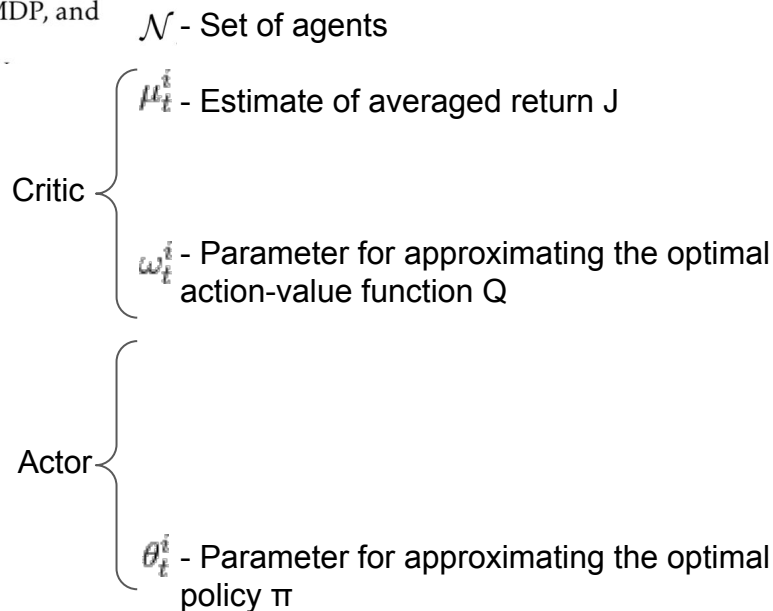 MDP, and
𝒩 - Set of agents
μ_t^i - Estimate of averaged return J
Critic
ω_t^i - Parameter for approximating the optimal
action-value function Q
Actor
θ_t^i - Parameter for approximating the optimal
policy π